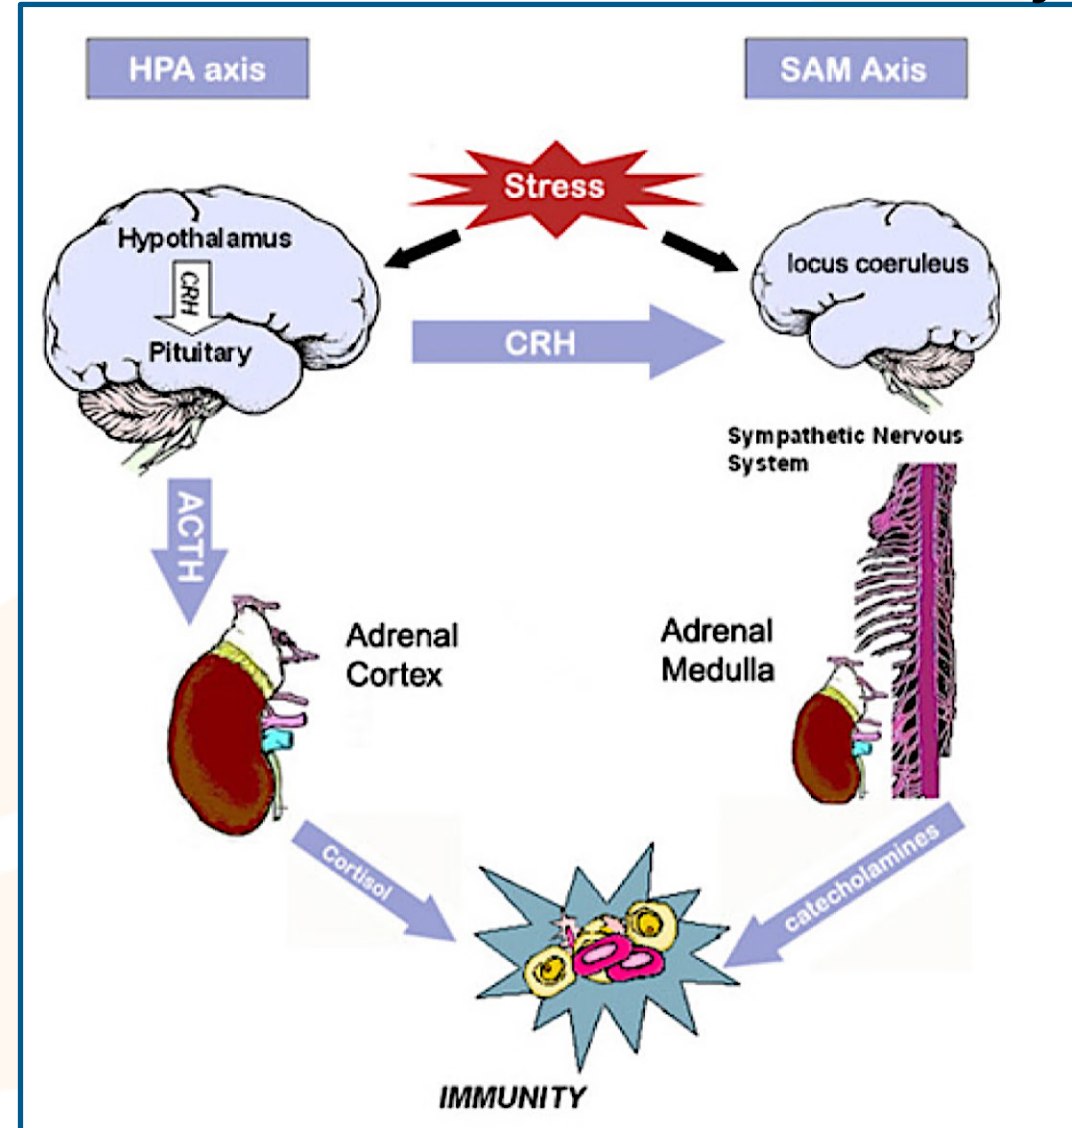 HPA axis
SAM Axis
Stress
Hypothalamus
CRH
Pituitary
locus coeruleus
CRH
Sympathetic Nervous
System
ACTH
Adrenal
Cortex
Adrenal
Medulla
Cortisol
catecholamines
IMMUNITY